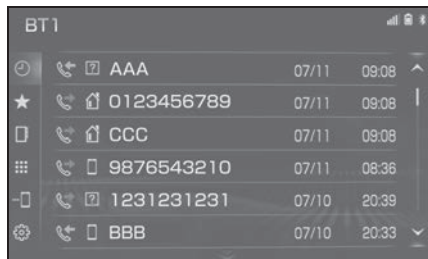 BT1
? AAA 07/11 09:08
0123456789 07/11 09:08
CCC 07/11 09:08
9876543210 07/11 08:36
? 1231231231 07/10 20:39
BBB 07/10 20:33